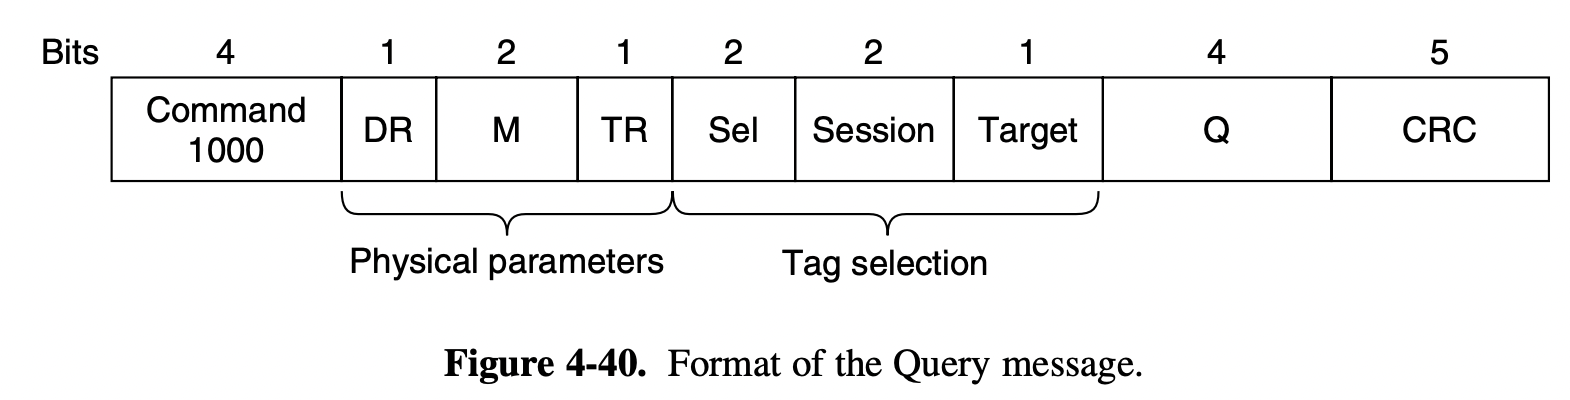 Bits 4 1 2 1 2 2 1 4 5
Command
1000
DR M TR Sel Session Target Q CRC
Physical parameters Tag selection
Figure 4-40. Format of the Query message.